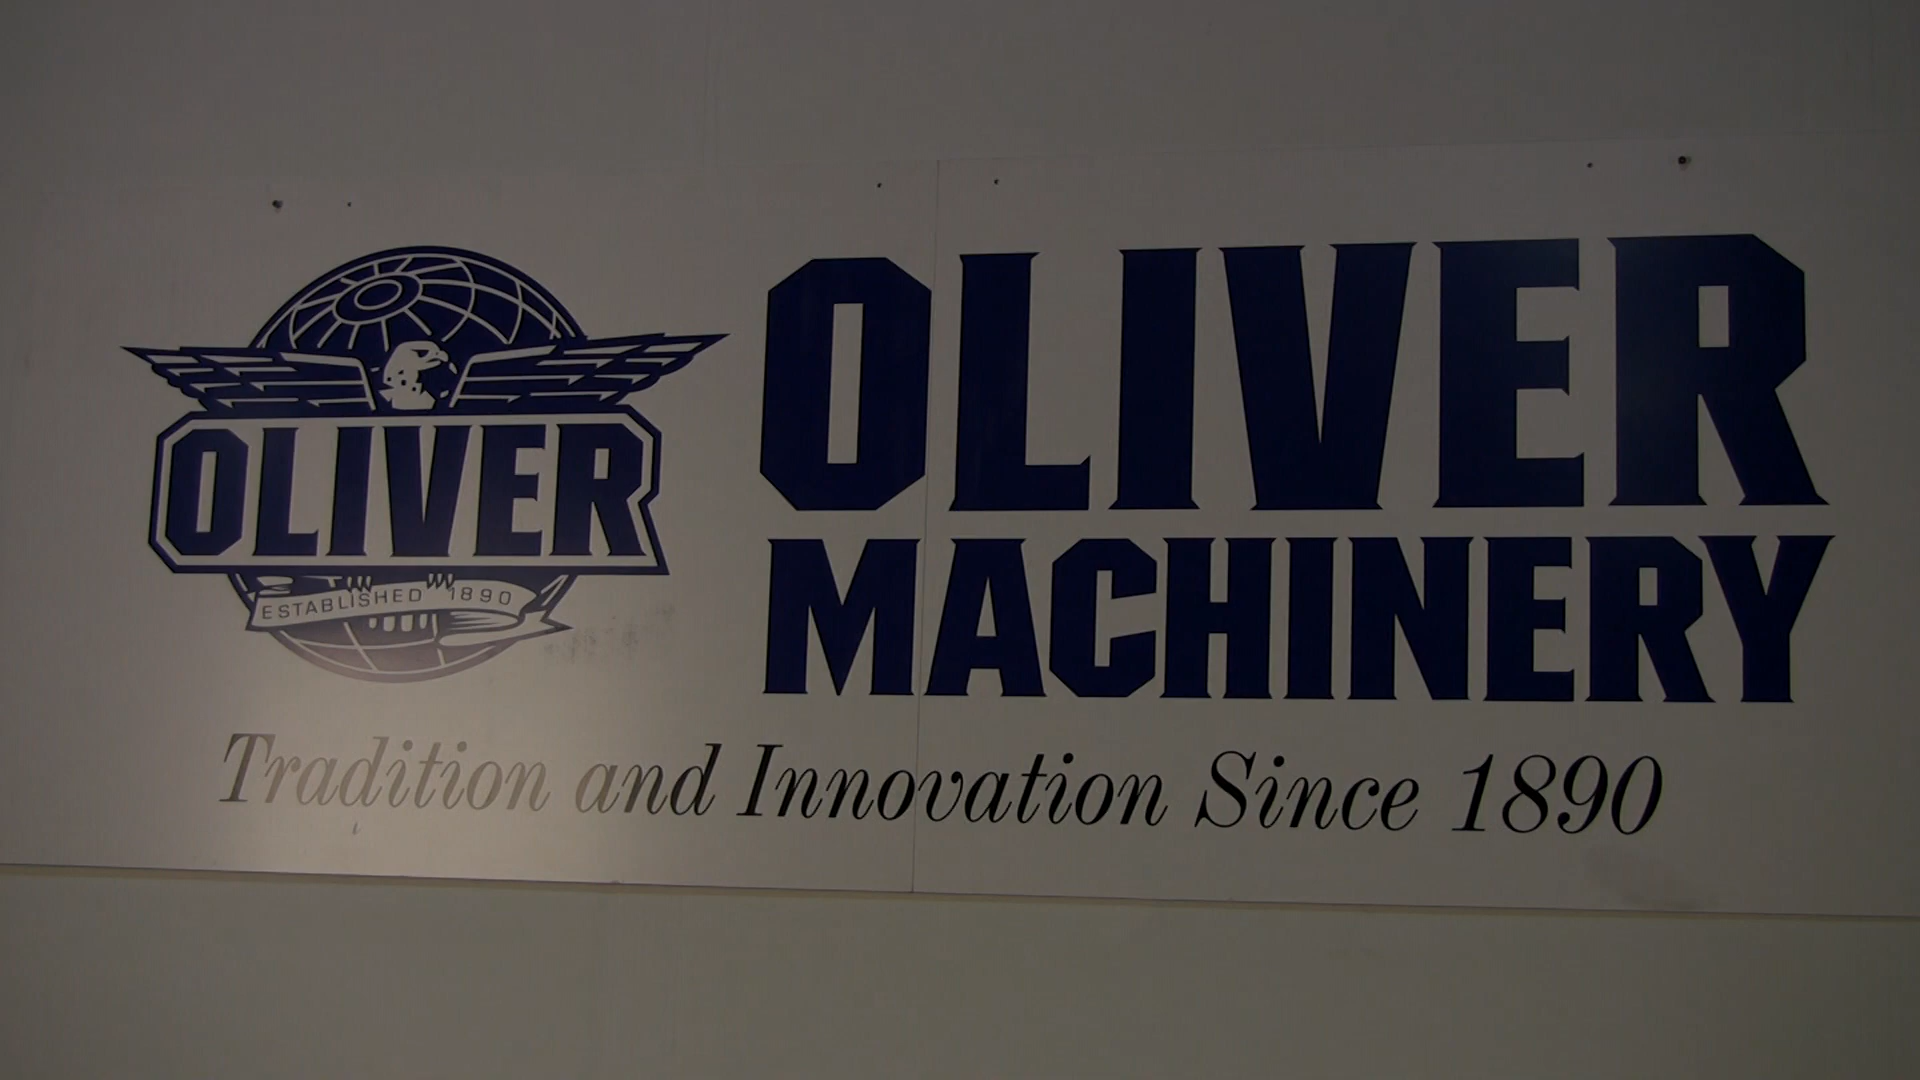 OLIVER
ESTABLISHED 1890
OLIVER
MACHINERY
Tradition and Innovation Since 1890